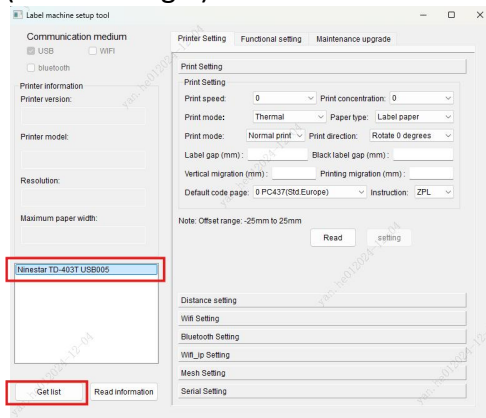 Label machine setup tool
Communication medium
USB WIFI
bluetooth
Printer information
Printer version:
Printer model:
Resolution:
Maximum paper width:
Ninestar TD-403T USB005
Get list Read information
Printer Setting Functional setting Maintenance upgrade
Print Setting
Print Setting
Print speed: 0 Print concentration: 0
Print mode: Thermal Paper type: Label paper
Print mode: Normal print Print direction: Rotate 0 degrees
Label gap (mm) : Black label gap (mm) :
Vertical migration (mm) : Printing migration (mm) :
Default code page: 0 PC437(Std.Europe) Instruction: ZPL
Note: Offset range: -25mm to 25mm
Read setting
Distance setting
Wifi Setting
Bluetooth Setting
Wifi_ip Setting
Mesh Setting
Serial Setting